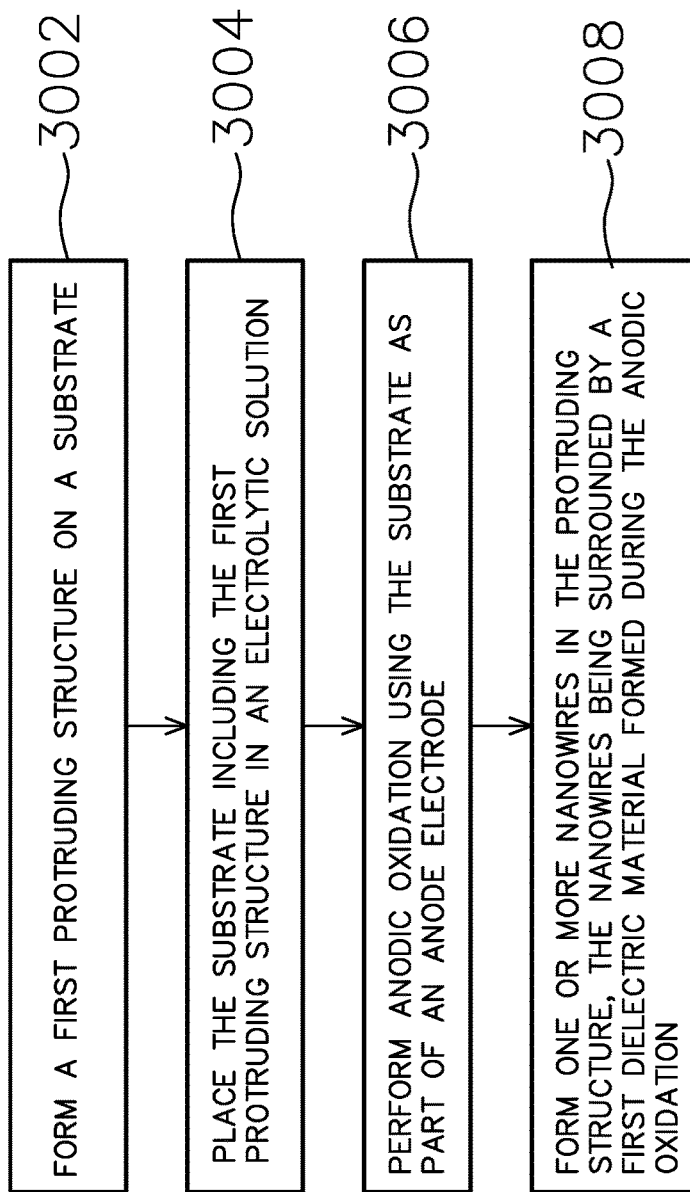 FORM A FIRST PROTRUDING STRUCTURE ON A SUBSTRATE
3002
PLACE THE SUBSTRATE INCLUDING THE FIRST
PROTRUDING STRUCTURE IN AN ELECTROLYTIC SOLUTION
3004
PERFORM ANODIC OXIDATION USING THE SUBSTRATE AS
PART OF AN ANODE ELECTRODE
3006
FORM ONE OR MORE NANOWIRES IN THE PROTRUDING
STRUCTURE, THE NANOWIRES BEING SURROUNDED BY A
FIRST DIELECTRIC MATERIAL FORMED DURING THE ANODIC
OXIDATION
3008